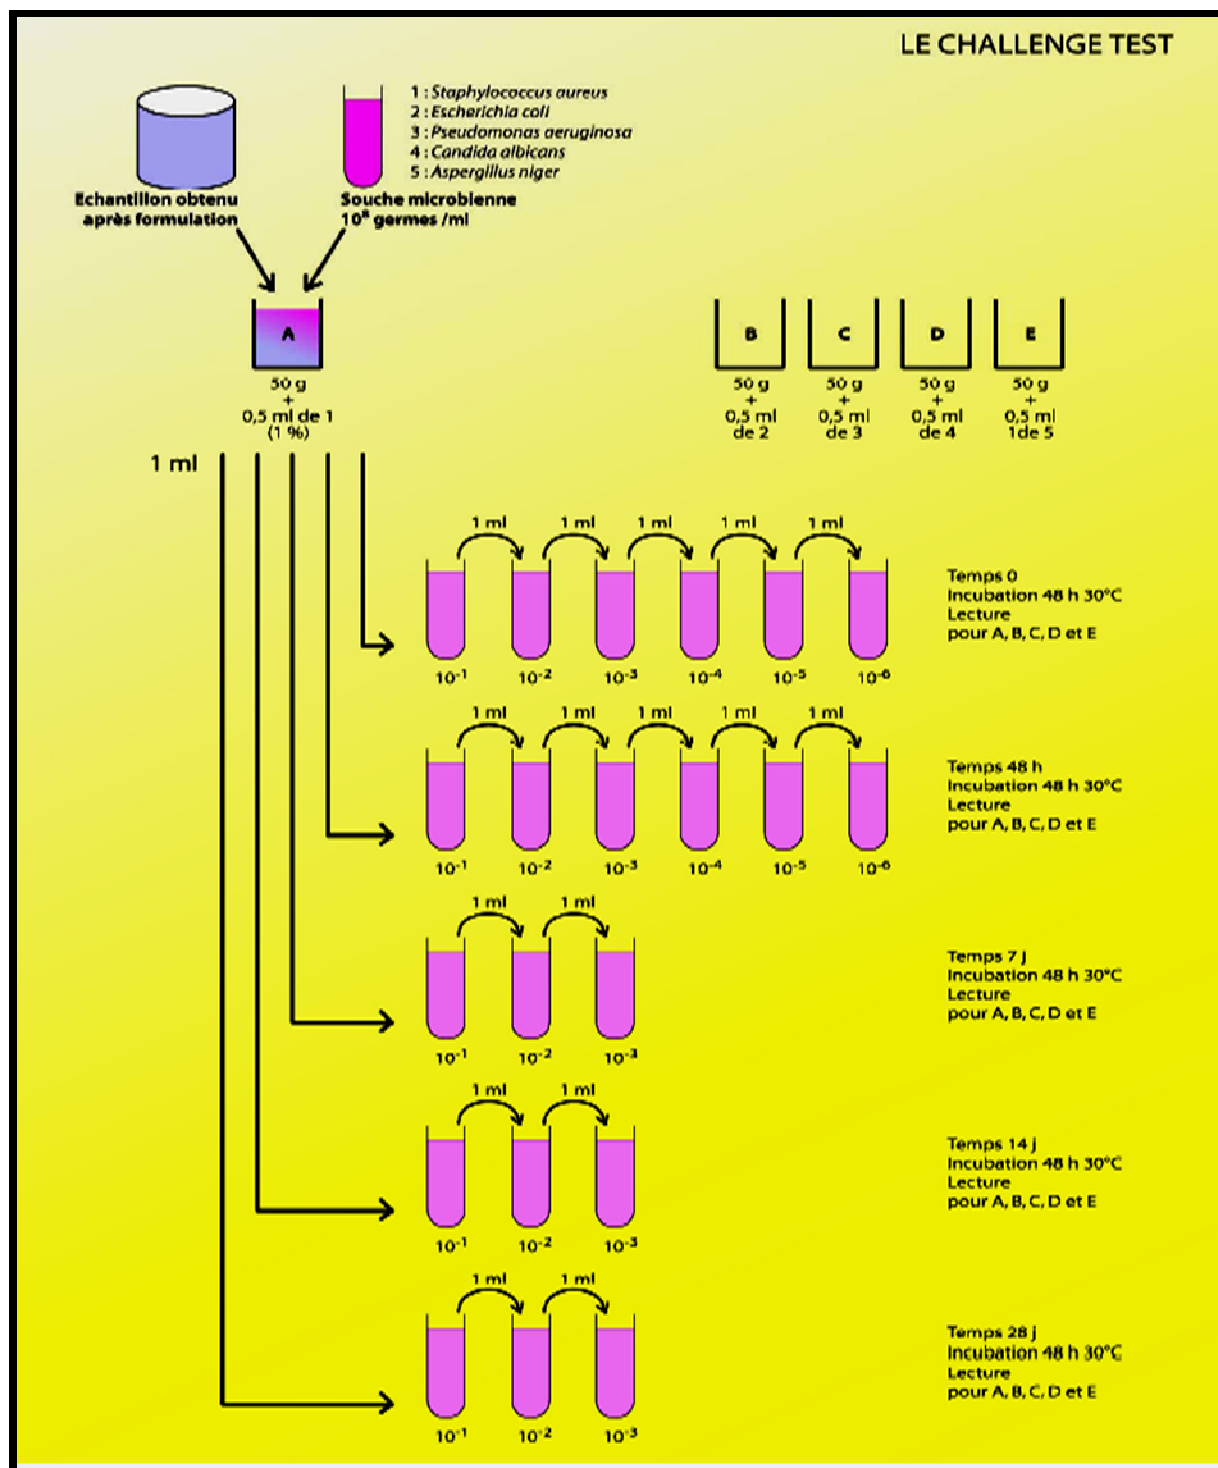 LE CHALLENGE TEST
1 : Staphylococcus aureus
2 : Escherichia coli
3 : Pseudomonas aeruginosa
4 : Candida albicans
5 : Aspergillus niger
Echantillon obtenu
après formulation
Souche microbienne
10⁸ germes /ml
A
B
C
D
E
50 g
+
0,5 ml de 1
(1 %)
50 g
+
0,5 ml
de 2
50 g
+
0,5 ml
de 3
50 g
+
0,5 ml
de 4
50 g
+
0,5 ml
1de 5
1 ml
1 ml 1 ml 1 ml 1 ml 1 ml
10⁻¹ 10⁻² 10⁻³ 10⁻⁴ 10⁻⁵ 10⁻⁶
Temps 0
Incubation 48 h 30°C
Lecture
pour A, B, C, D et E
1 ml 1 ml 1 ml 1 ml 1 ml
10⁻¹ 10⁻² 10⁻³ 10⁻⁴ 10⁻⁵ 10⁻⁶
Temps 48 h
Incubation 48 h 30°C
Lecture
pour A, B, C, D et E
1 ml 1 ml
10⁻¹ 10⁻² 10⁻³
Temps 7 j
Incubation 48 h 30°C
Lecture
pour A, B, C, D et E
1 ml 1 ml
10⁻¹ 10⁻² 10⁻³
Temps 14 j
Incubation 48 h 30°C
Lecture
pour A, B, C, D et E
1 ml 1 ml
10⁻¹ 10⁻² 10⁻³
Temps 28 j
Incubation 48 h 30°C
Lecture
pour A, B, C, D et E